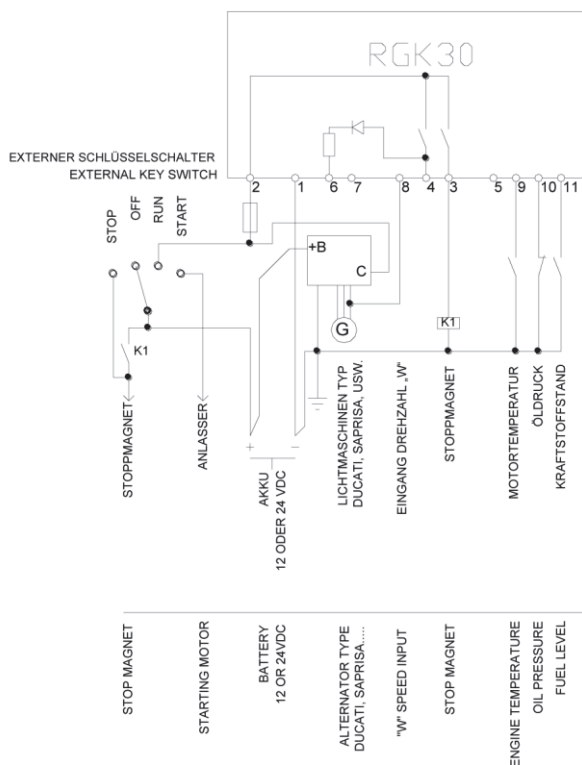 RGK30
EXTERNER SCHLÜSSELSCHALTER
EXTERNAL KEY SWITCH
2 1 6 7 8 4 3 5 9 10 11
STOP
OFF
RUN
START
+B
C
G
K1
K1
+ −
STOPPMAGNET
ANLASSER
AKKU
12 ODER 24 VDC
LICHTMASCHINEN TYP
DUCATI, SAPRISA, USW.
EINGANG DREHZAHL „W“
STOPPMAGNET
MOTORTEMPERATUR
ÖLDRUCK
KRAFTSTOFFSTAND
STOP MAGNET
STARTING MOTOR
BATTERY
12 OR 24VDC
ALTERNATOR TYPE
DUCATI, SAPRISA.....
"W" SPEED INPUT
STOP MAGNET
ENGINE TEMPERATURE
OIL PRESSURE
FUEL LEVEL